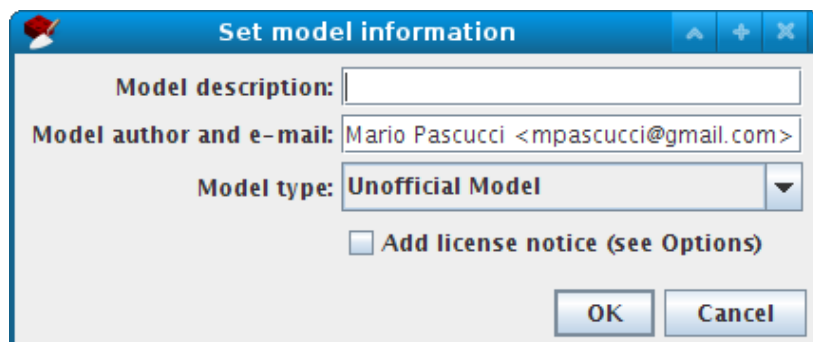 Set model information
Model description:
Model author and e-mail: Mario Pascucci <mpascucci@gmail.com>
Model type: Unofficial Model
Add license notice (see Options)
OK Cancel